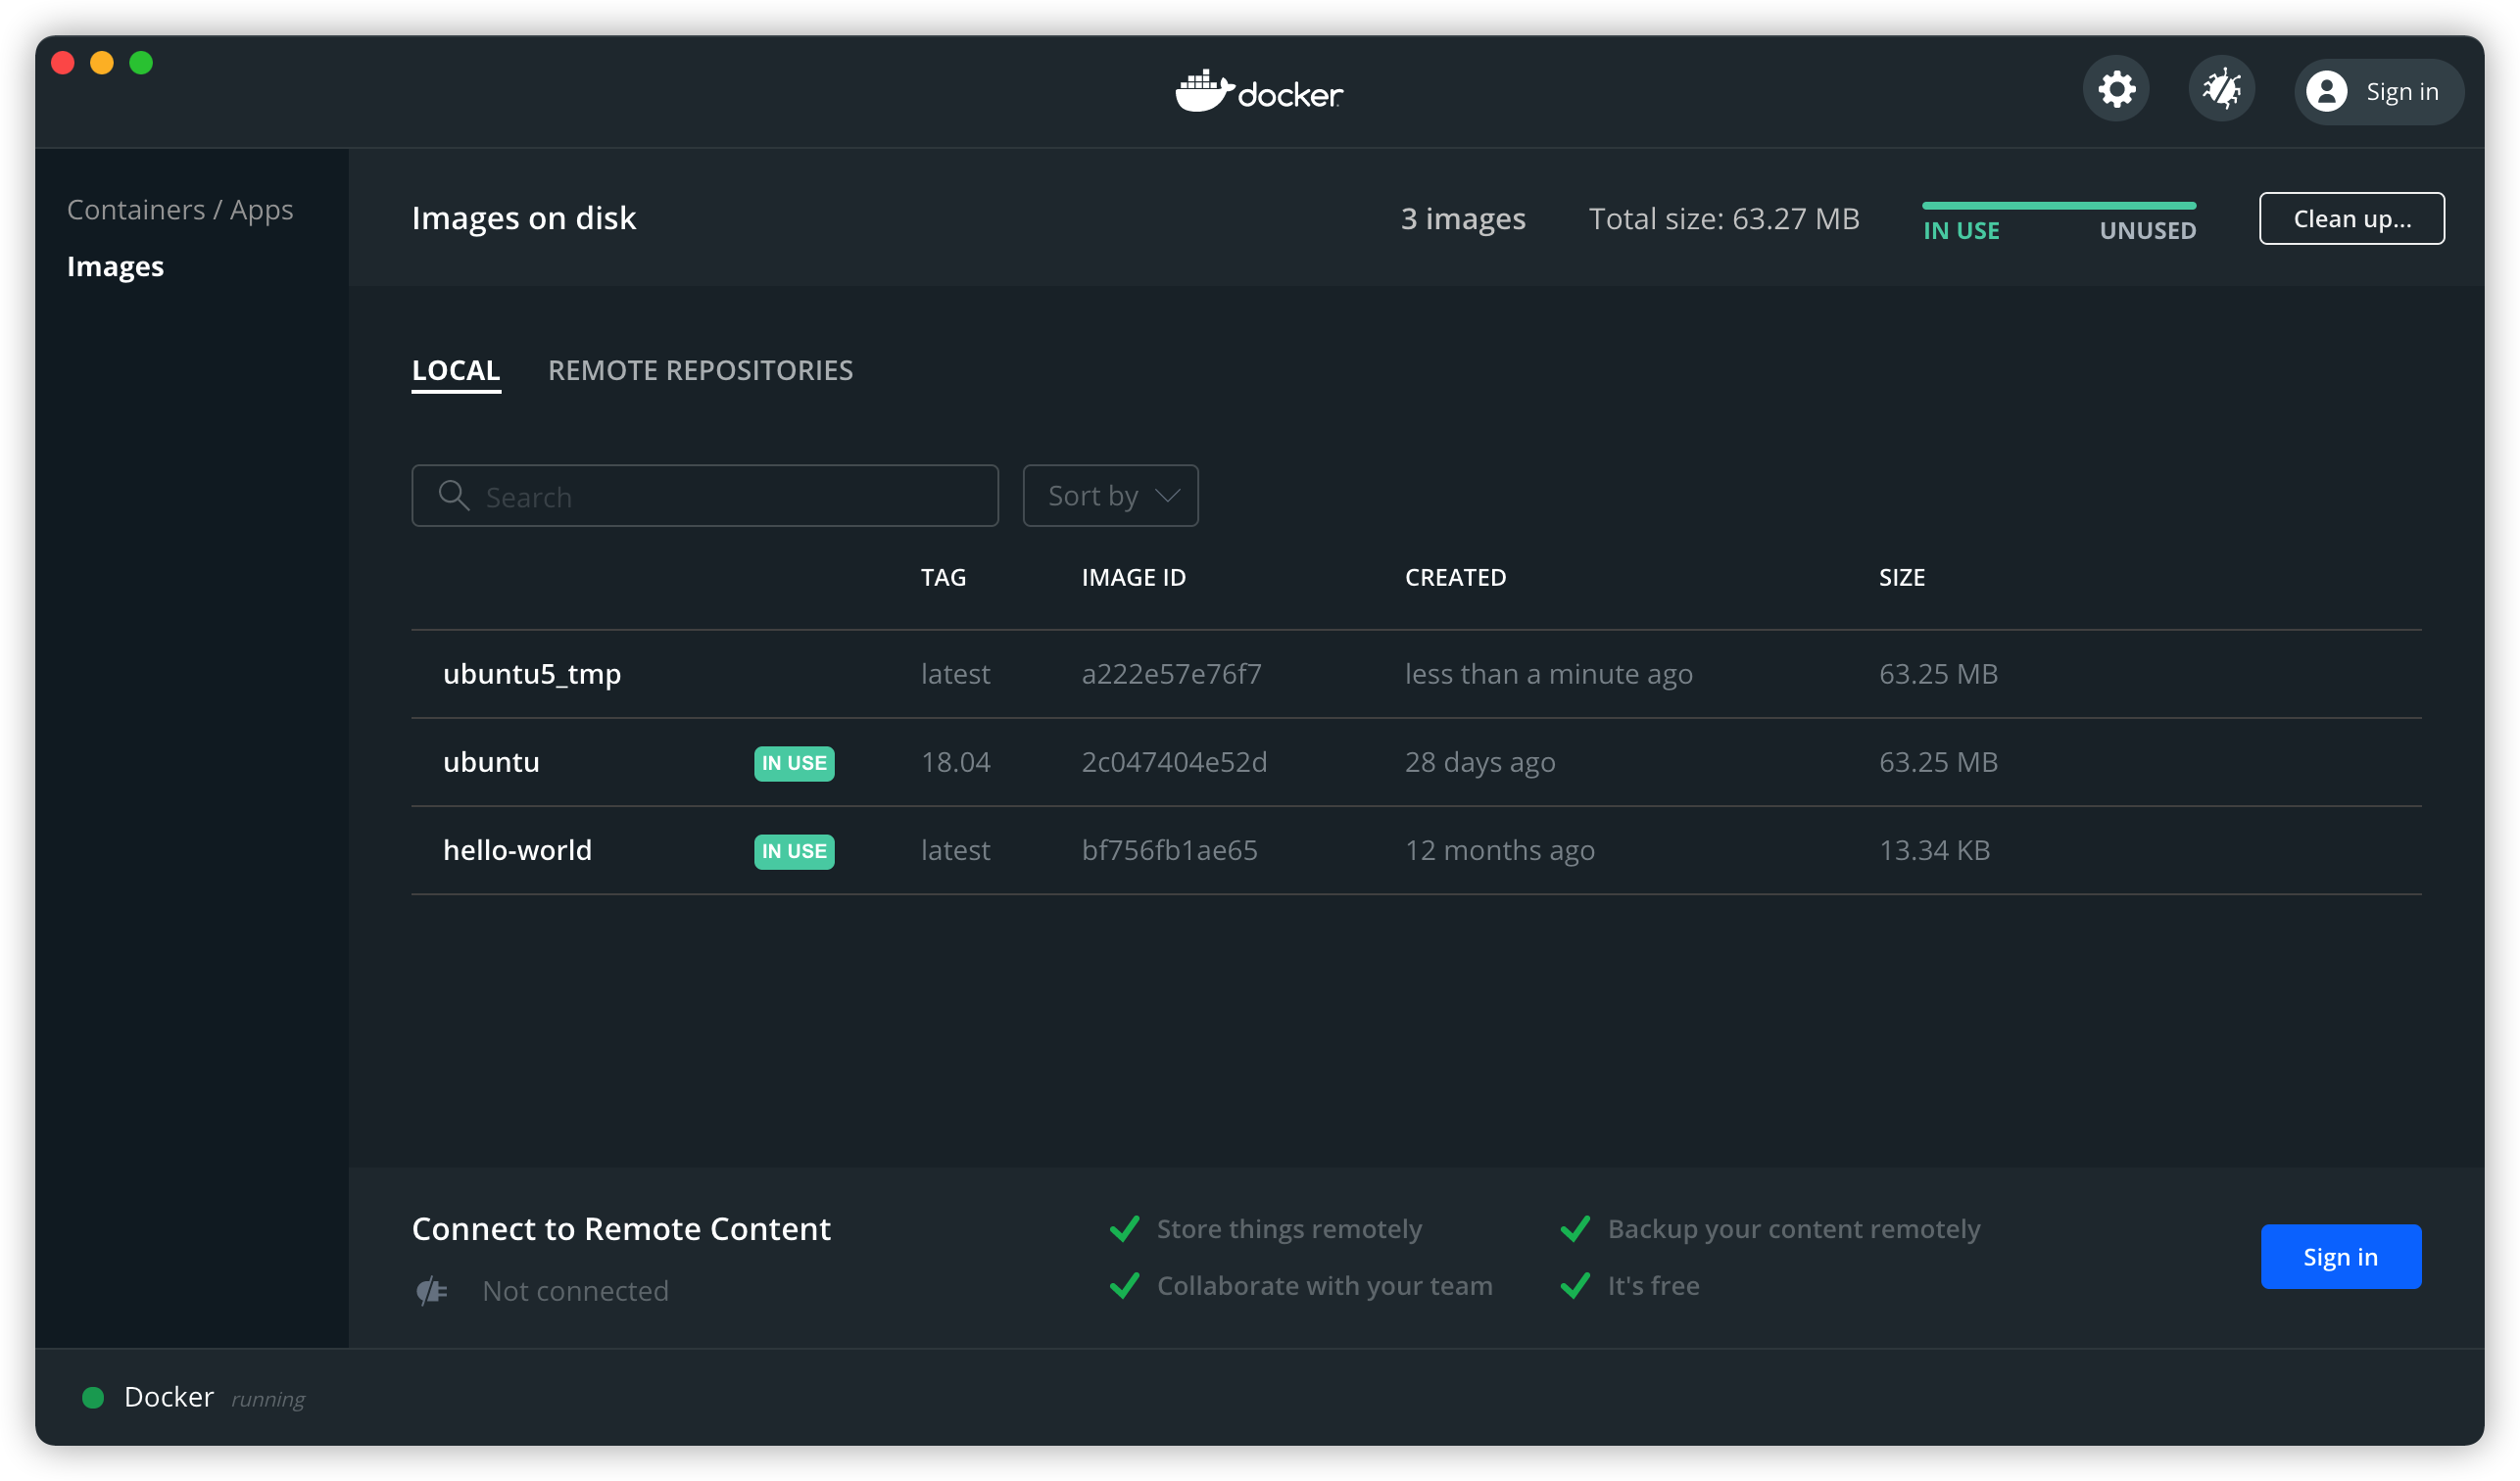 docker
Sign in
Containers / Apps
Images
Images on disk
3 images
Total size: 63.27 MB
IN USE
UNUSED
Clean up...
LOCAL
REMOTE REPOSITORIES
Search
Sort by
TAG IMAGE ID CREATED SIZE
ubuntu5_tmp latest a222e57e76f7 less than a minute ago 63.25 MB
ubuntu IN USE 18.04 2c047404e52d 28 days ago 63.25 MB
hello-world IN USE latest bf756fb1ae65 12 months ago 13.34 KB
Connect to Remote Content
Not connected
Store things remotely
Backup your content remotely
Collaborate with your team
It's free
Sign in
Docker running